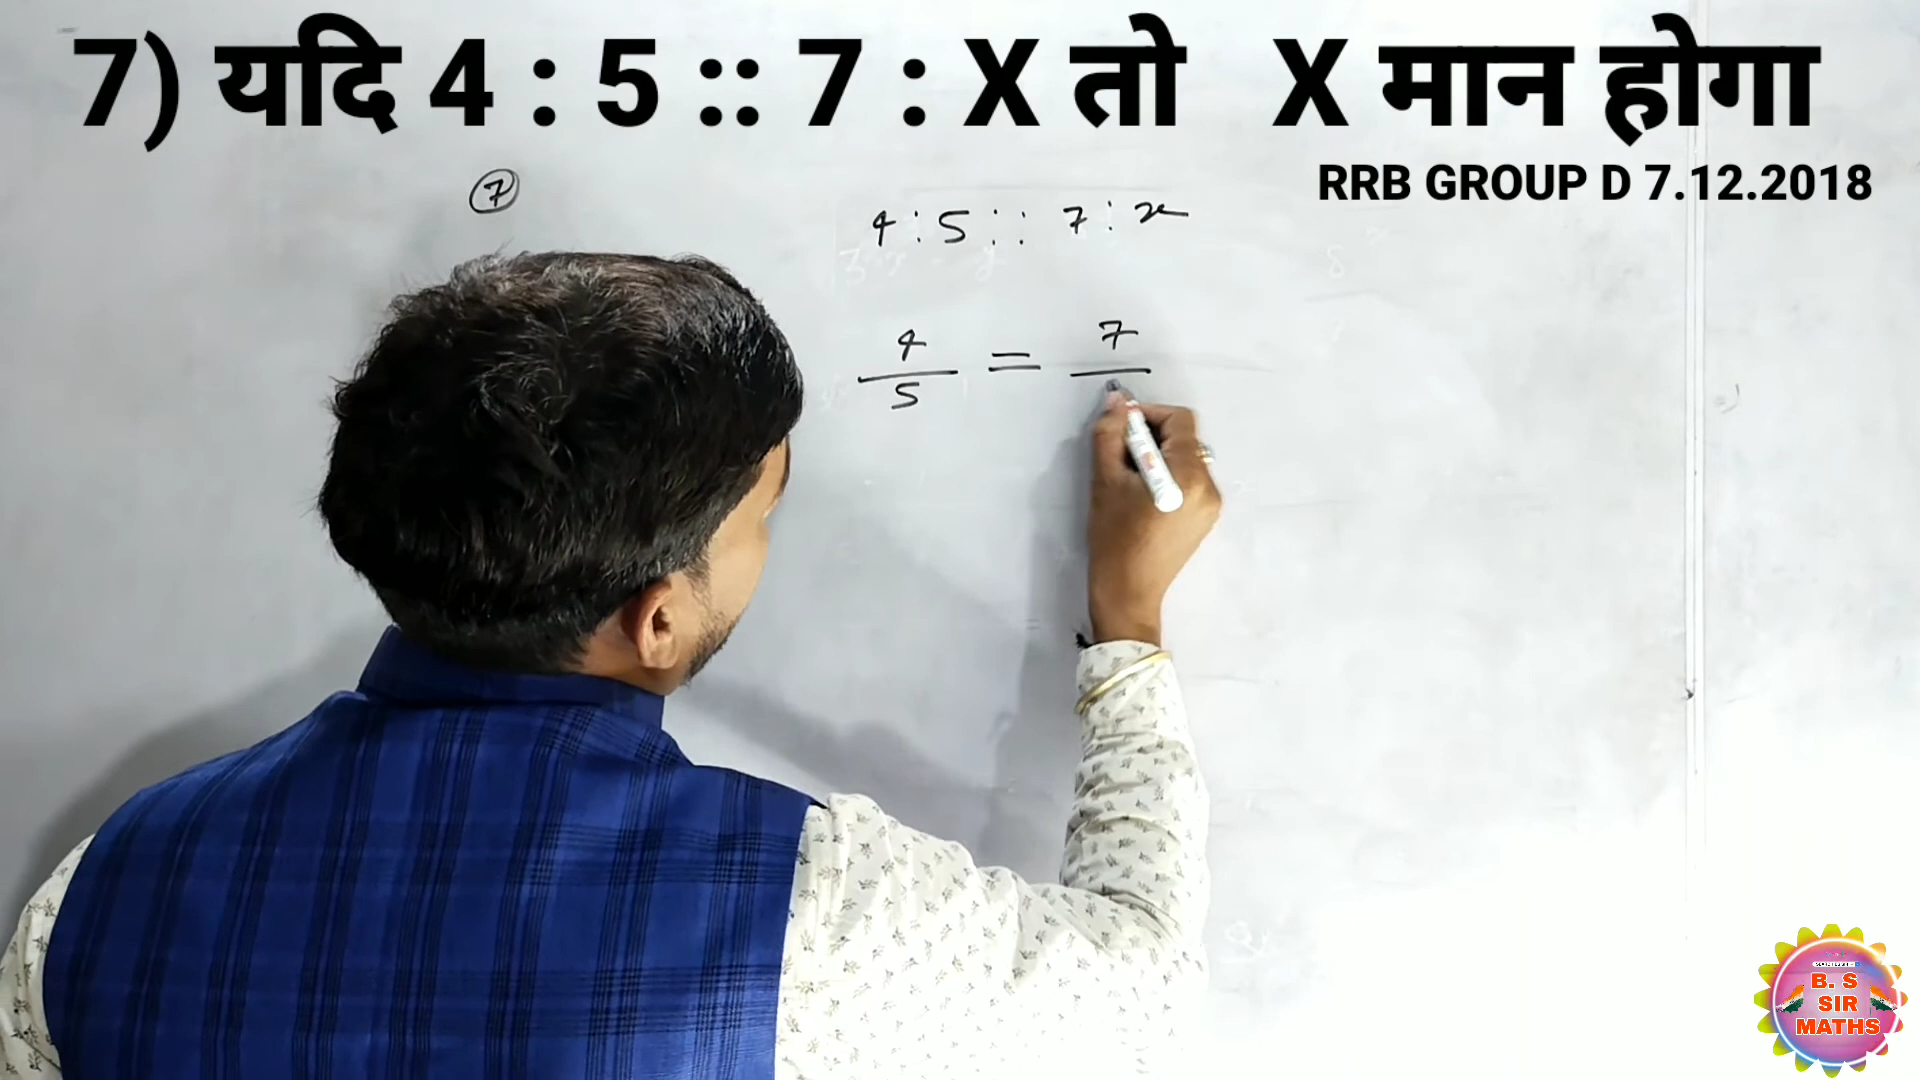 7) यदि 4 : 5 :: 7 : X तो X मान होगा
RRB GROUP D 7.12.2018
7
4 : 5 :: 7 : x
4/5 = 7/
B. S
SIR
MATHS